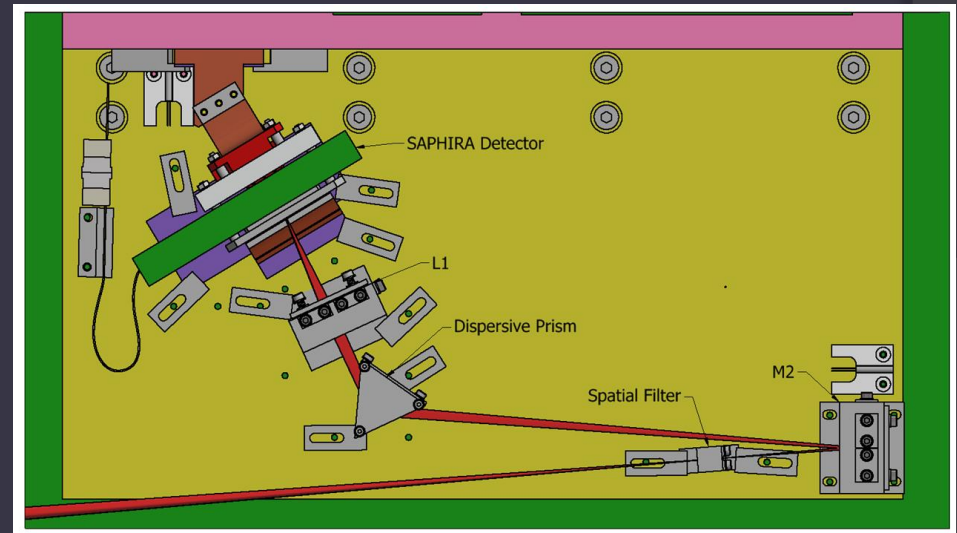 SAPHIRA Detector
L1
Dispersive Prism
M2
Spatial Filter